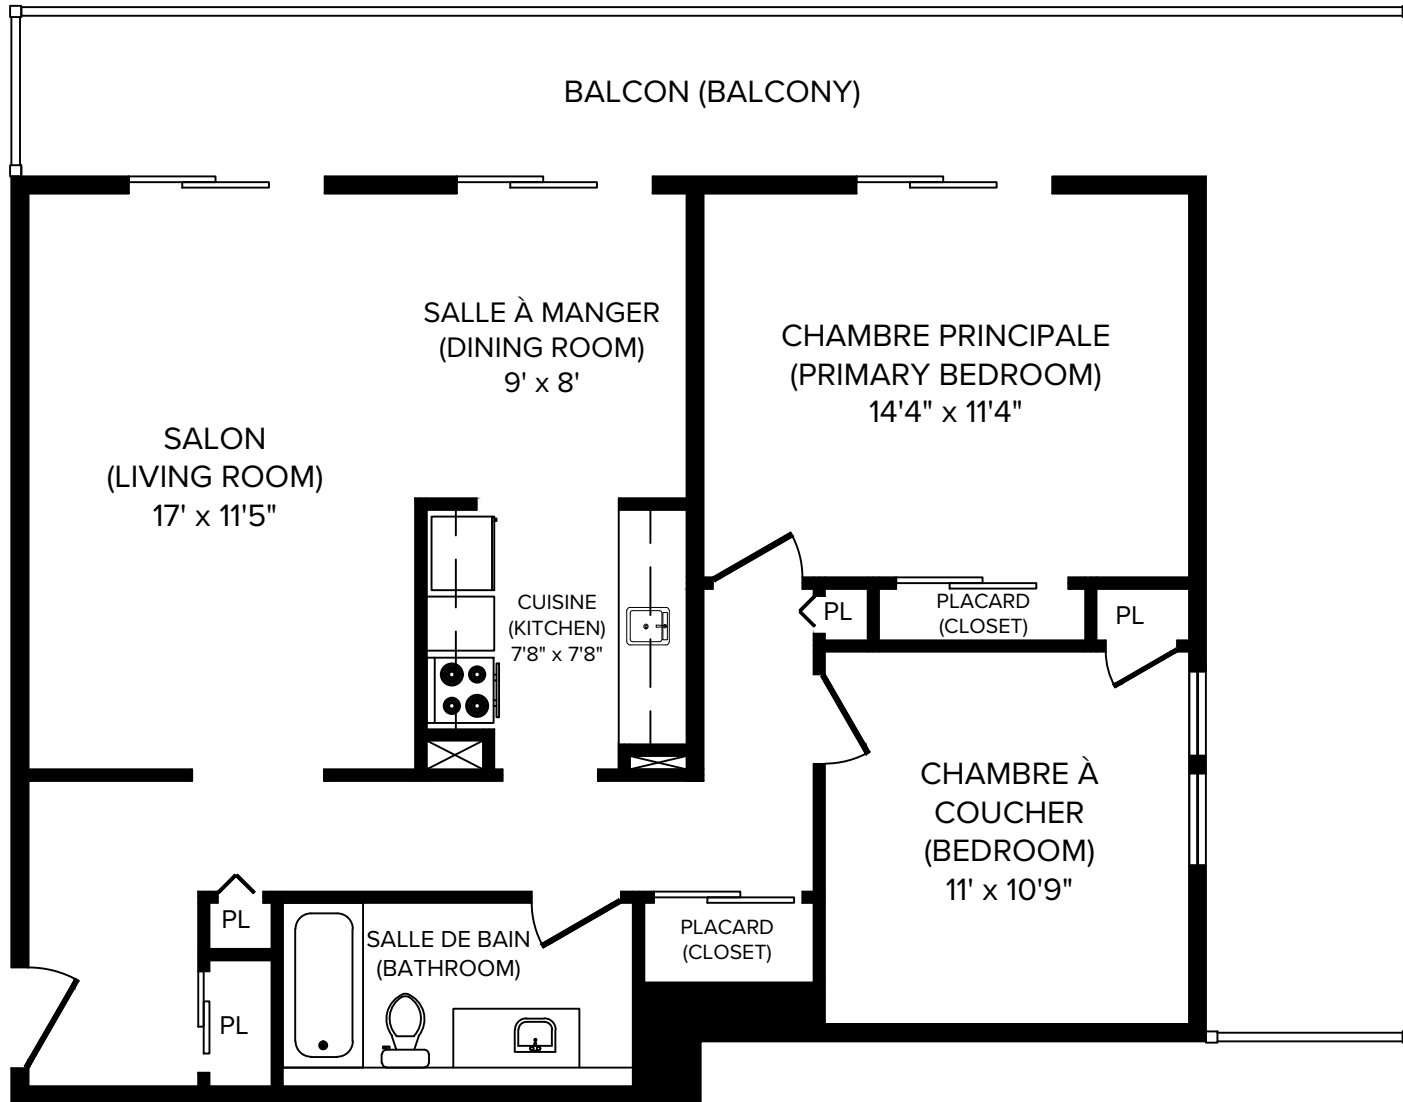 BALCON (BALCONY)
SALLE À MANGER
(DINING ROOM)
9' x 8'
CHAMBRE PRINCIPALE
(PRIMARY BEDROOM)
14'4" x 11'4"
SALON
(LIVING ROOM)
17' x 11'5"
CUISINE
(KITCHEN)
7'8" x 7'8"
PL
PLACARD
(CLOSET)
PL
CHAMBRE À
COUCHER
(BEDROOM)
11' x 10'9"
PL
SALLE DE BAIN
(BATHROOM)
PLACARD
(CLOSET)
PL